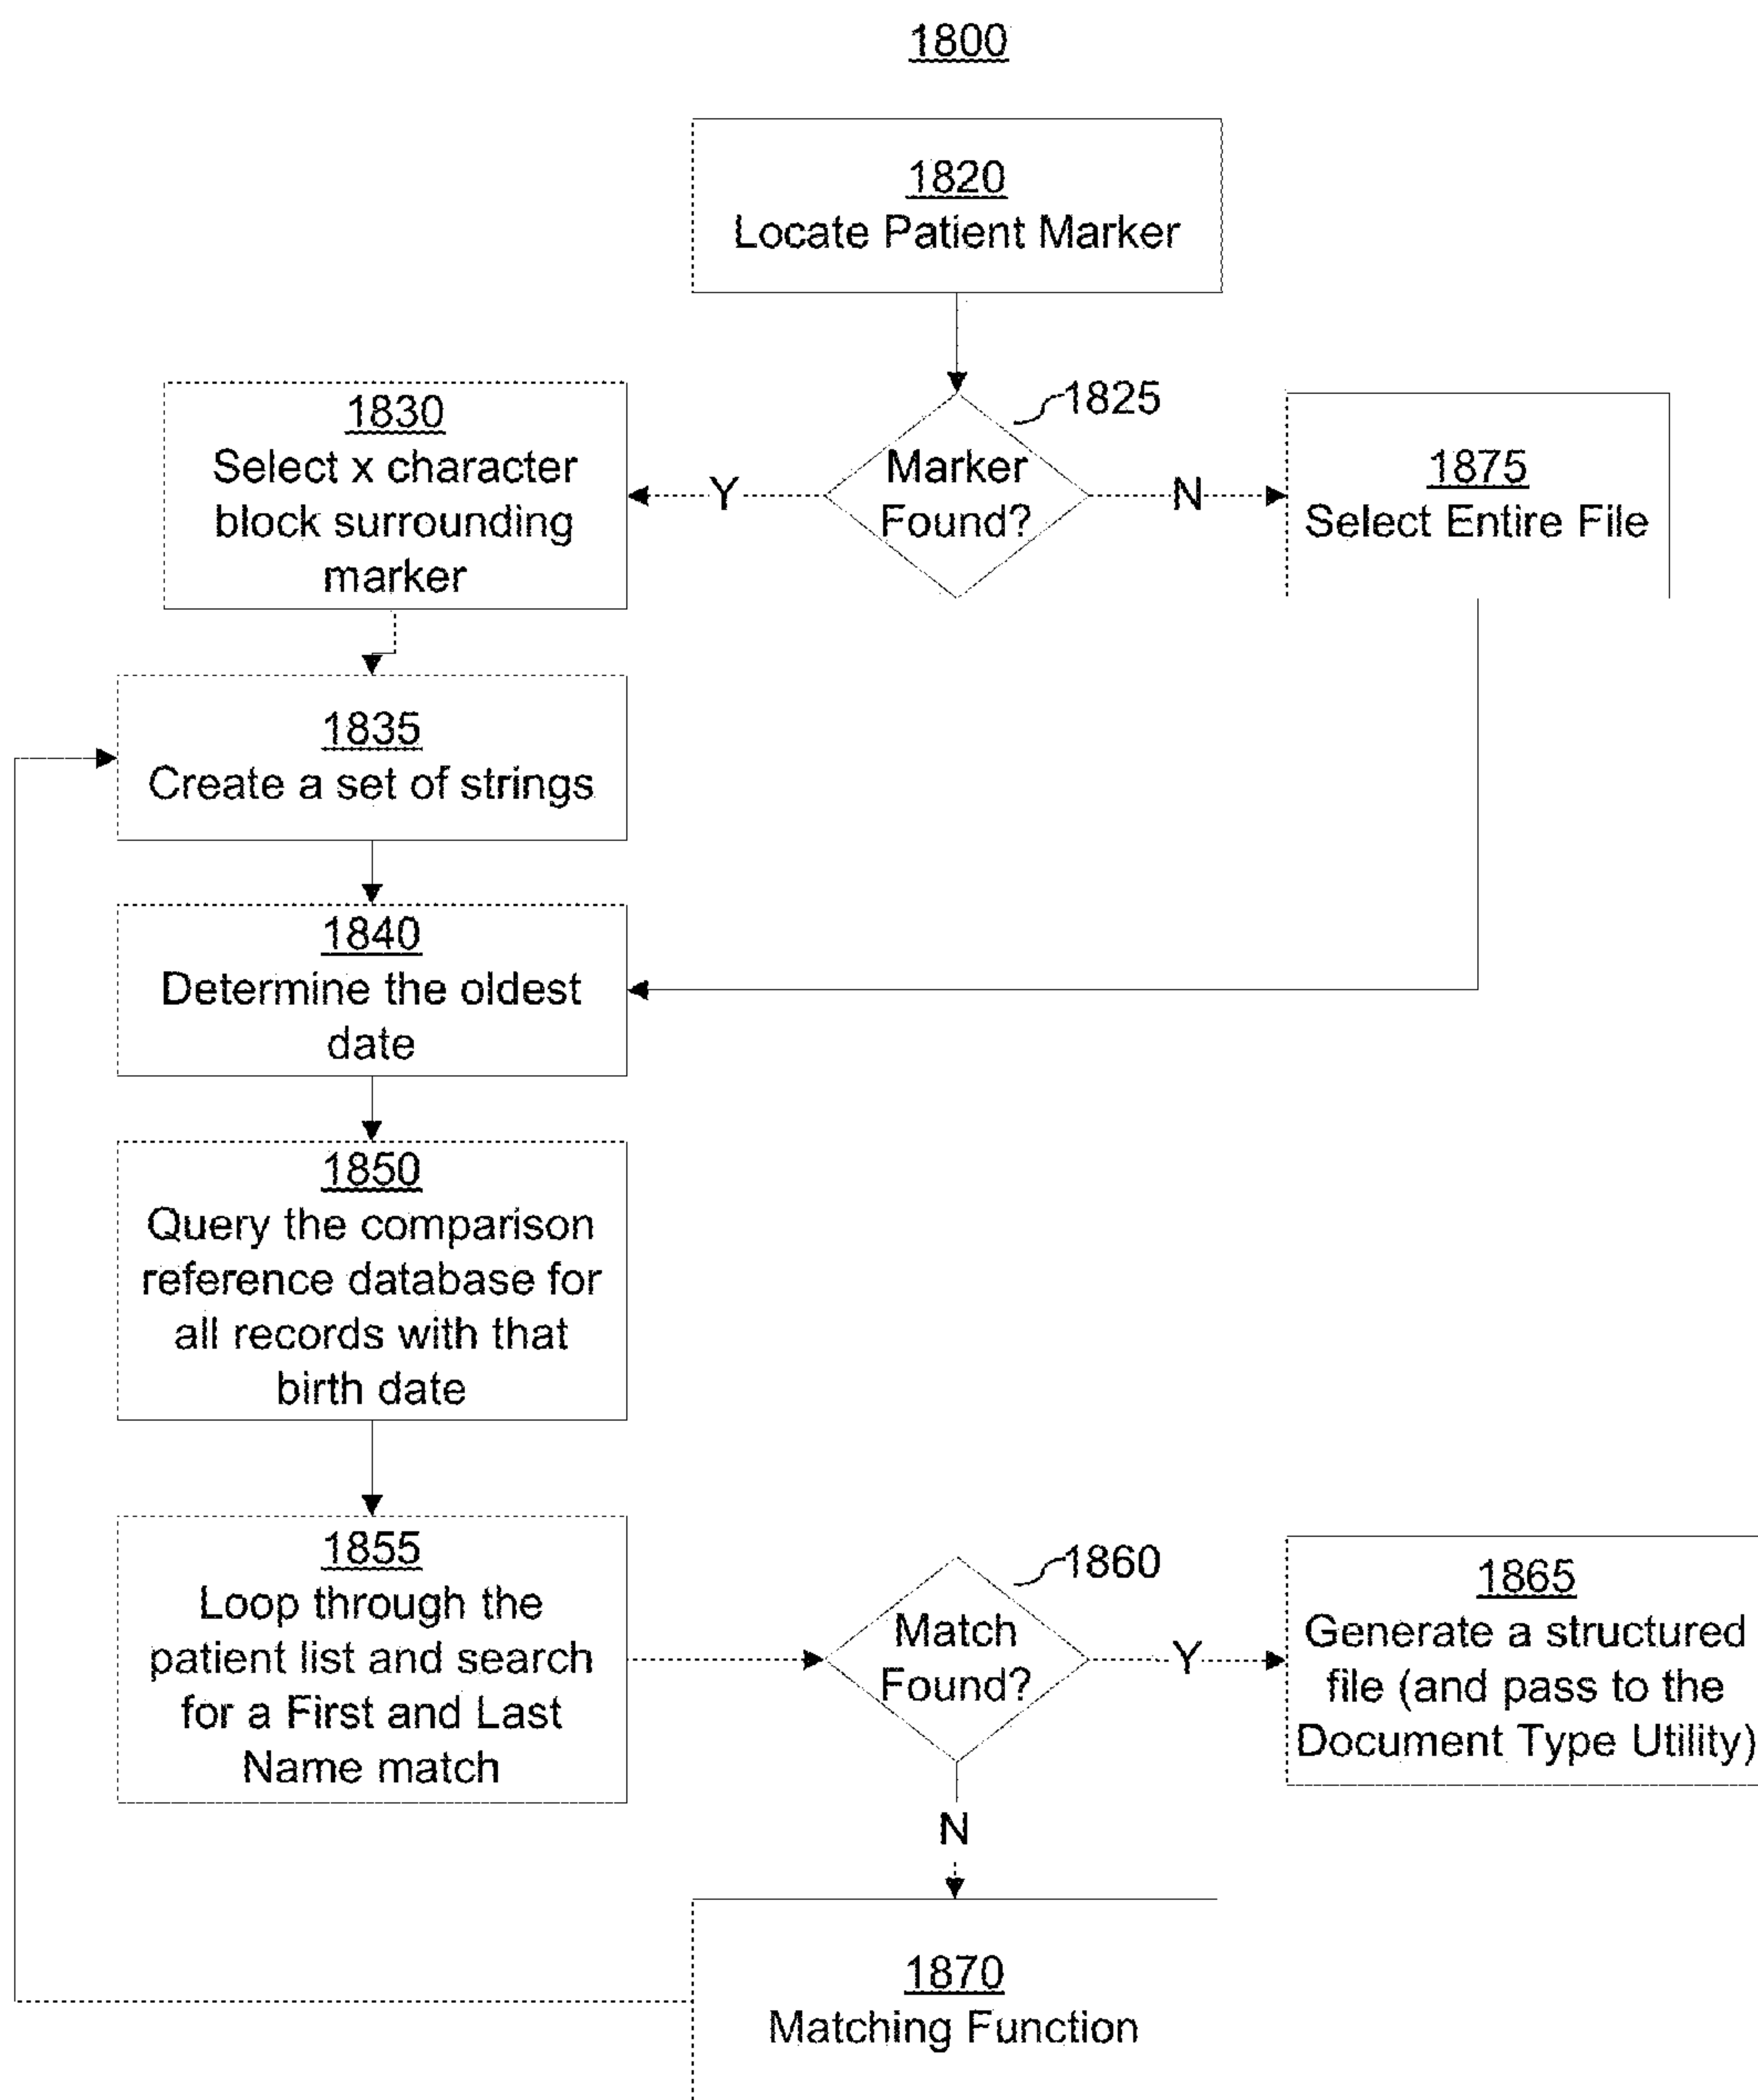 1800
1820
Locate Patient Marker
1825
1830
Select x character
block surrounding
marker
Y
Marker
Found?
N
1875
Select Entire File
1835
Create a set of strings
1840
Determine the oldest
date
1850
Query the comparison
reference database for
all records with that
birth date
1855
Loop through the
patient list and search
for a First and Last
Name match
1860
Match
Found?
Y
1865
Generate a structured
file (and pass to the
Document Type Utility)
N
1870
Matching Function